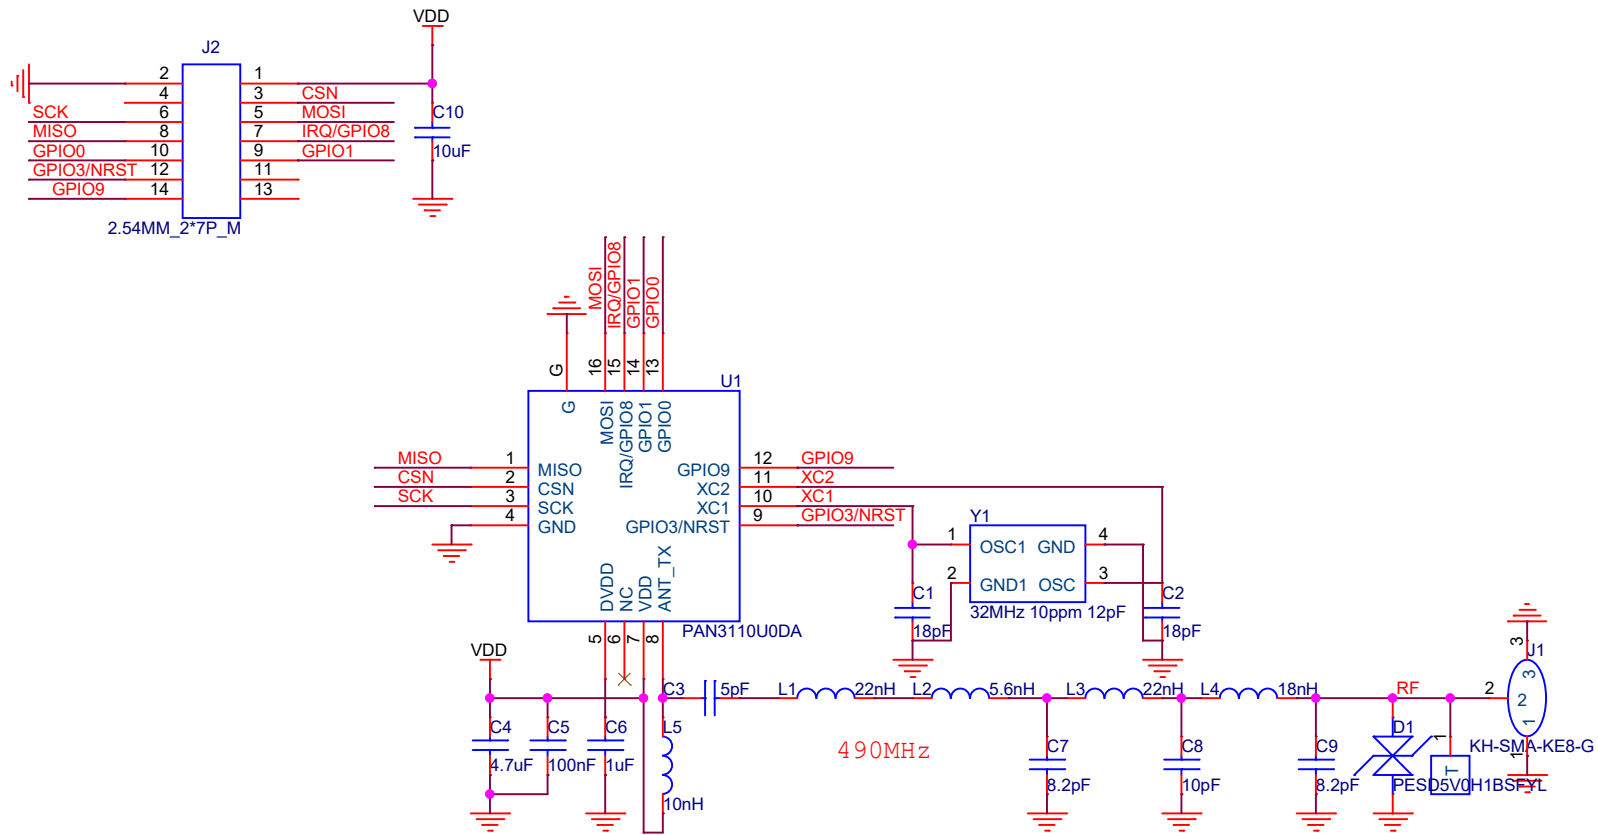 VDD
J2
2 1
4 3 CSN
SCK 6 5 MOSI
MISO 8 7 IRQ/GPIO8
GPIO0 10 9 GPIO1
GPIO3/NRST 12 11
GPIO9 14 13
2.54MM_2*7P_M
C10
10uF
MOSI
IRQ/GPIO8
GPIO1
GPIO0
G
16
15
14
13
U1
G
MOSI
IRQ/GPIO8
GPIO1
GPIO0
MISO 1 MISO
CSN 2 CSN
SCK 3 SCK
4 GND
GPIO9 12 GPIO9
XC2 11 XC2
XC1 10 XC1
GPIO3/NRST 9 GPIO3/NRST
DVDD
NC
VDD
ANT_TX
5
6
7
8
PAN3110U0DA
Y1
1 OSC1 GND 4
2 GND1 OSC 3
32MHz 10ppm 12pF
C1
18pF
C2
18pF
VDD
C4
4.7uF
C5
100nF
C6
1uF
L5
10nH
C3 5pF
L1 22nH
L2 5.6nH
L3 22nH
L4 18nH
490MHz
C7
8.2pF
C8
10pF
C9
8.2pF
RF
D1
PESD5V0H1BSFYL
1
T
J1
3
3
2
2
1
1
KH-SMA-KE8-G